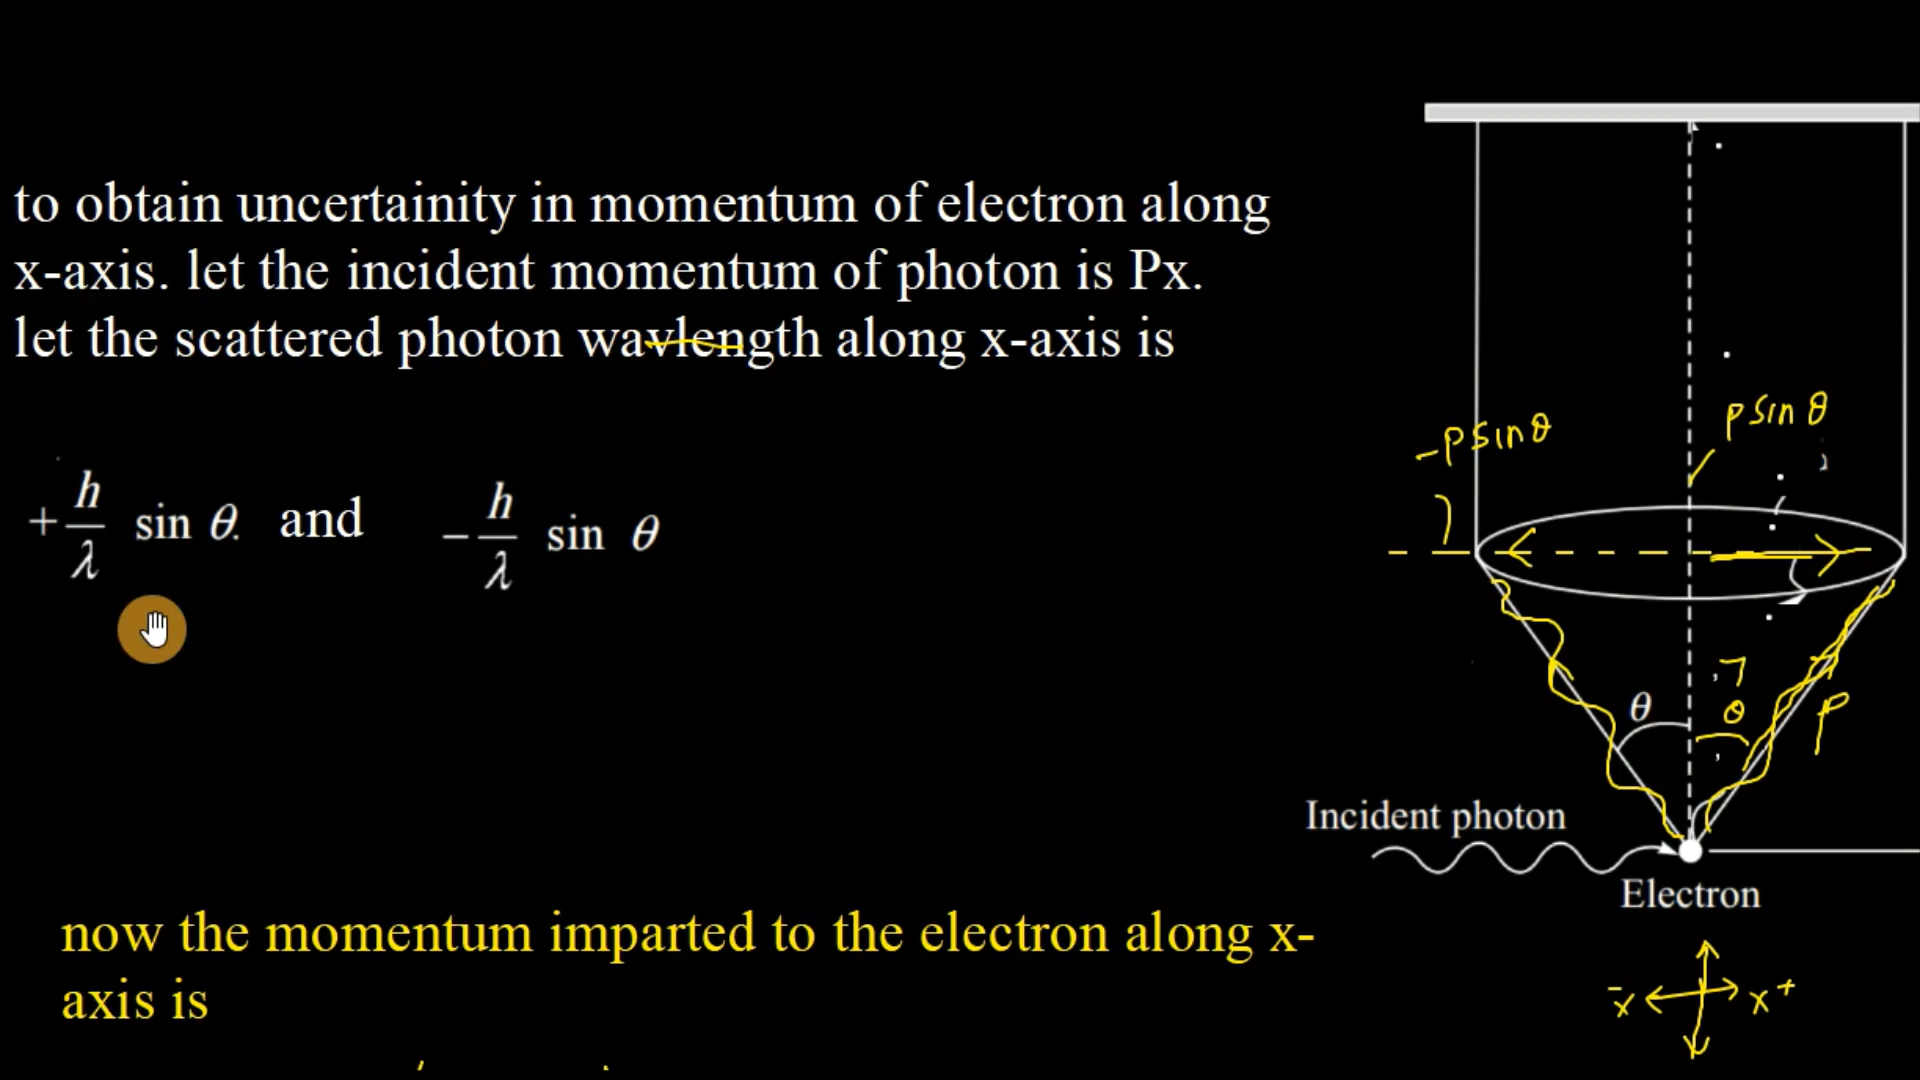 to obtain uncertainity in momentum of electron along
x-axis. let the incident momentum of photon is Px.
let the scattered photon wavlength along x-axis is
+h/λ sin θ. and -h/λ sin θ
now the momentum imparted to the electron along x-
axis is
-psinθ
psinθ
θ
θ
P
Incident photon
Electron
-x
x+